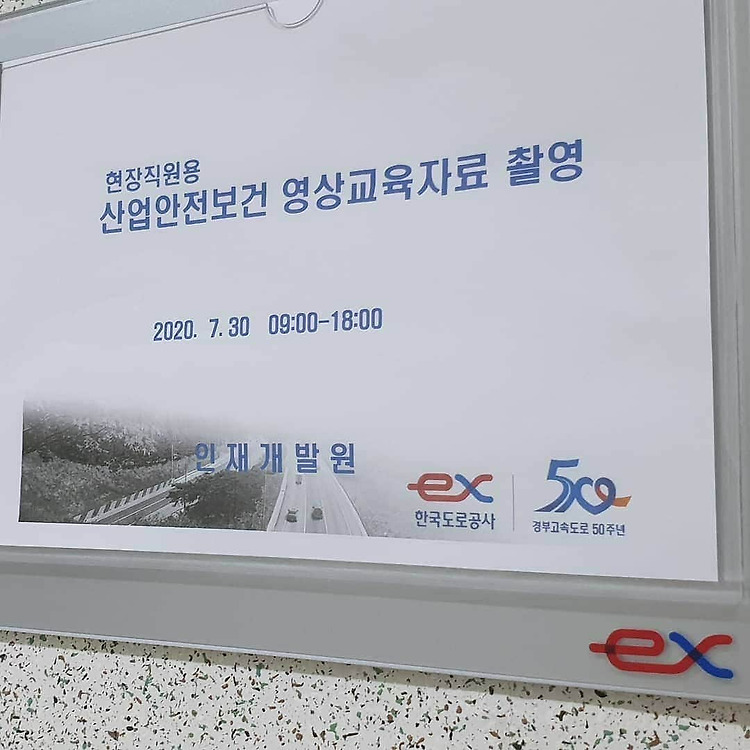 현장직원용
산업안전보건 영상교육자료 촬영
2020. 7. 30 09:00-18:00
인재개발원
ex
한국도로공사
50
경부고속도로 50주년
ex